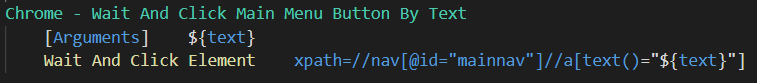 Chrome - Wait And Click Main Menu Button By Text
[Arguments]    ${text}
Wait And Click Element    xpath=//nav[@id="mainnav"]//a[text()="${text}"]